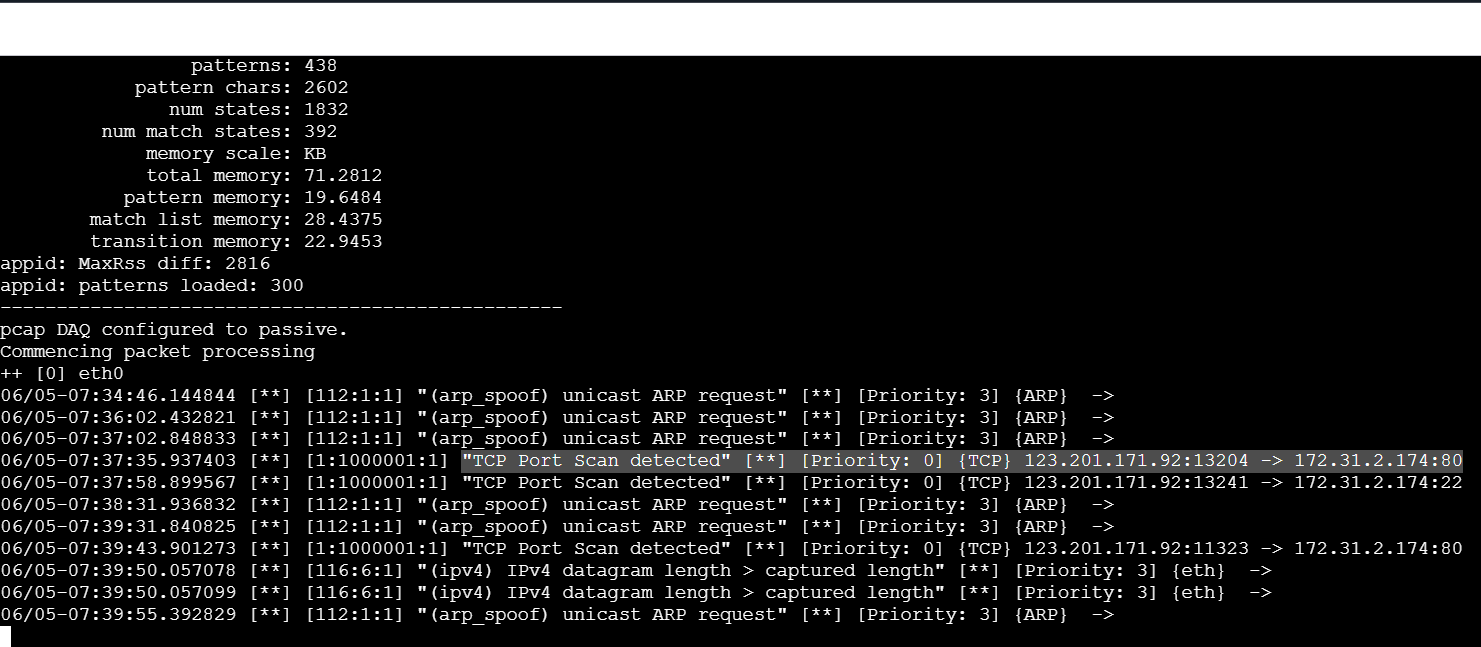 patterns: 438
pattern chars: 2602
num states: 1832
num match states: 392
memory scale: KB
total memory: 71.2812
pattern memory: 19.6484
match list memory: 28.4375
transition memory: 22.9453
appid: MaxRss diff: 2816
appid: patterns loaded: 300
--------------------------------------------------
pcap DAQ configured to passive.
Commencing packet processing
++ [0] eth0
06/05-07:34:46.144844 [**] [112:1:1] "(arp_spoof) unicast ARP request" [**] [Priority: 3] {ARP}  ->
06/05-07:36:02.432821 [**] [112:1:1] "(arp_spoof) unicast ARP request" [**] [Priority: 3] {ARP}  ->
06/05-07:37:02.848833 [**] [112:1:1] "(arp_spoof) unicast ARP request" [**] [Priority: 3] {ARP}  ->
06/05-07:37:35.937403 [**] [1:1000001:1] "TCP Port Scan detected" [**] [Priority: 0] {TCP} 123.201.171.92:13204 -> 172.31.2.174:80
06/05-07:37:58.899567 [**] [1:1000001:1] "TCP Port Scan detected" [**] [Priority: 0] {TCP} 123.201.171.92:13241 -> 172.31.2.174:22
06/05-07:38:31.936832 [**] [112:1:1] "(arp_spoof) unicast ARP request" [**] [Priority: 3] {ARP}  ->
06/05-07:39:31.840825 [**] [112:1:1] "(arp_spoof) unicast ARP request" [**] [Priority: 3] {ARP}  ->
06/05-07:39:43.901273 [**] [1:1000001:1] "TCP Port Scan detected" [**] [Priority: 0] {TCP} 123.201.171.92:11323 -> 172.31.2.174:80
06/05-07:39:50.057078 [**] [116:6:1] "(ipv4) IPv4 datagram length > captured length" [**] [Priority: 3] {eth}  ->
06/05-07:39:50.057099 [**] [116:6:1] "(ipv4) IPv4 datagram length > captured length" [**] [Priority: 3] {eth}  ->
06/05-07:39:55.392829 [**] [112:1:1] "(arp_spoof) unicast ARP request" [**] [Priority: 3] {ARP}  ->